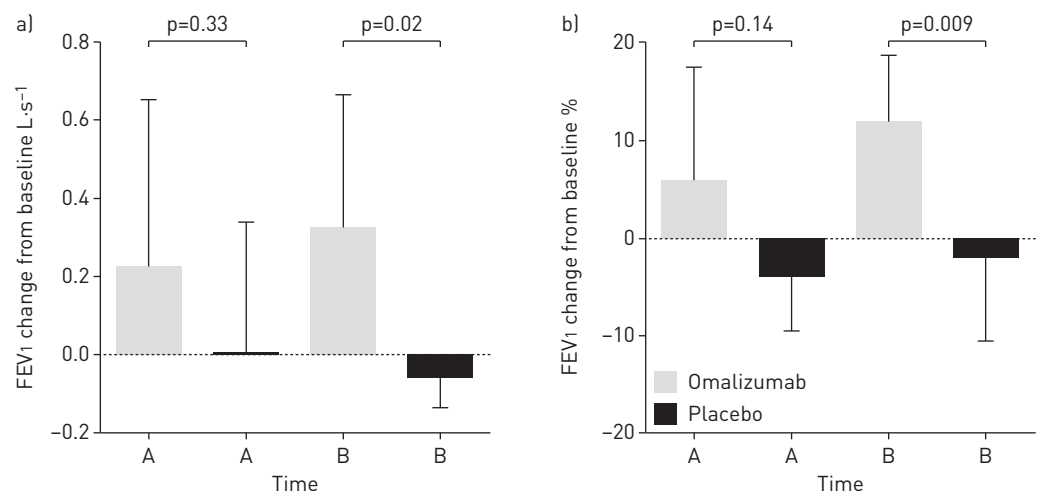 a)
p=0.33
p=0.02
0.8
0.6
0.4
0.2
0.0
–0.2
FEV1 change from baseline L·s⁻¹
A
A
B
B
Time
b)
p=0.14
p=0.009
20
10
0
–10
–20
FEV1 change from baseline %
Omalizumab
Placebo
A
A
B
B
Time